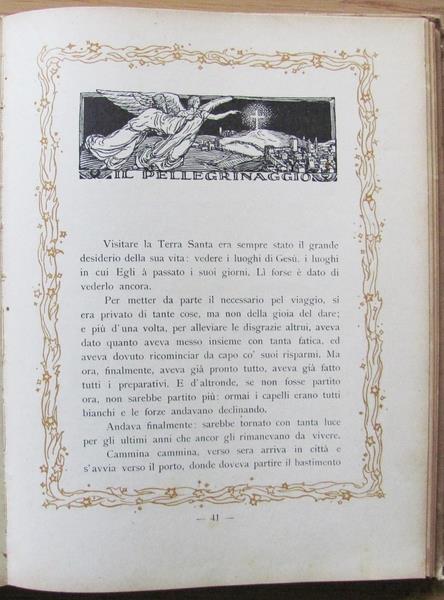 IL PELLEGRINAGGIO
Visitare la Terra Santa era sempre stato il grande
desiderio della sua vita: vedere i luoghi di Gesù, i luoghi
in cui Egli à passato i suoi giorni. Lì forse è dato di
vederlo ancora.
Per metter da parte il necessario pel viaggio, si
era privato di tante cose, ma non della gioia del dare;
e più d'una volta, per alleviare le disgrazie altrui, aveva
dato quanto aveva messo insieme con tanta fatica, ed
aveva dovuto ricominciar da capo co' suoi risparmi. Ma
ora, finalmente, aveva già pronto tutto, aveva già fatto
tutti i preparativi. E d'altronde, se non fosse partito
ora, non sarebbe partito più: ormai i capelli erano tutti
bianchi e le forze andavano declinando.
Andava finalmente: sarebbe tornato con tanta luce
per gli ultimi anni che ancor gli rimanevano da vivere.
Cammina cammina, verso sera arriva in città e
s'avvia verso il porto, donde doveva partire il bastimento
— 41 —